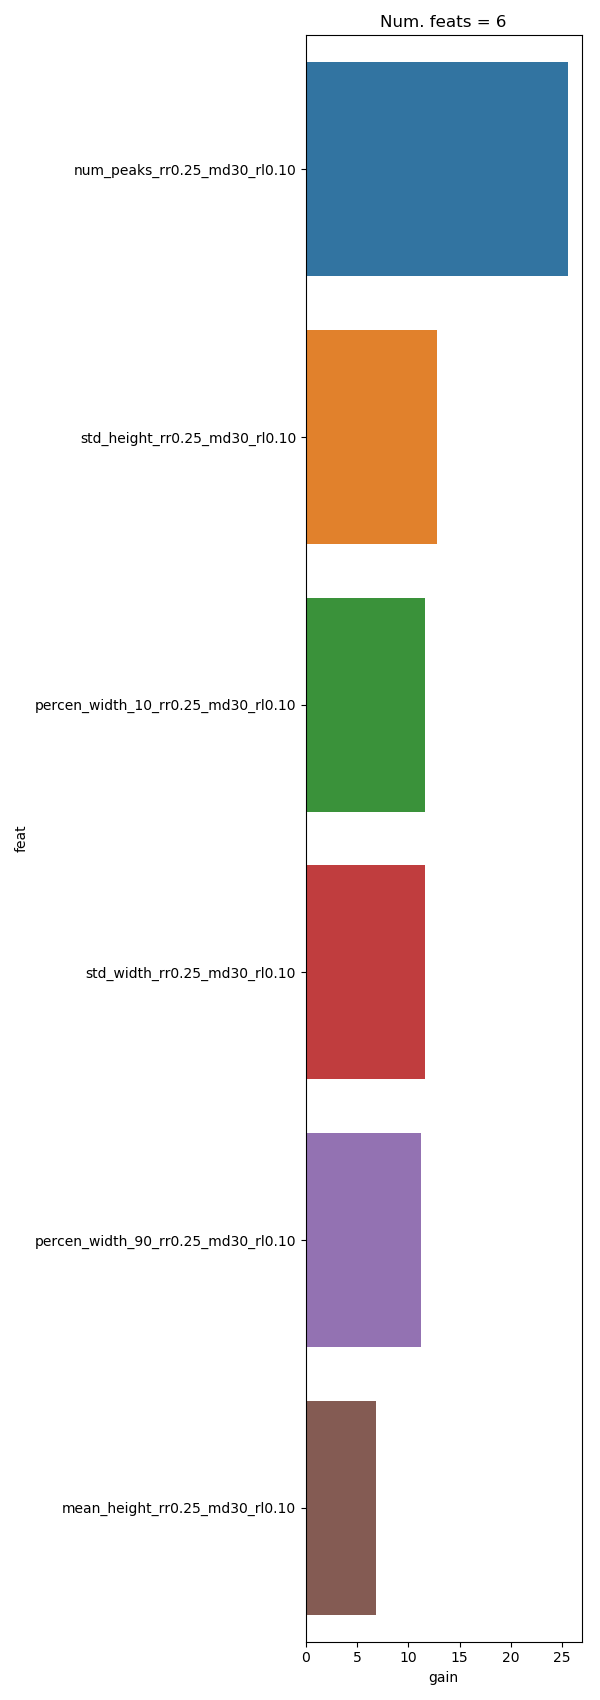 Num. feats = 6
num_peaks_rr0.25_md30_rl0.10
std_height_rr0.25_md30_rl0.10
percen_width_10_rr0.25_md30_rl0.10
feat
std_width_rr0.25_md30_rl0.10
percen_width_90_rr0.25_md30_rl0.10
mean_height_rr0.25_md30_rl0.10
0 5 10 15 20 25
gain